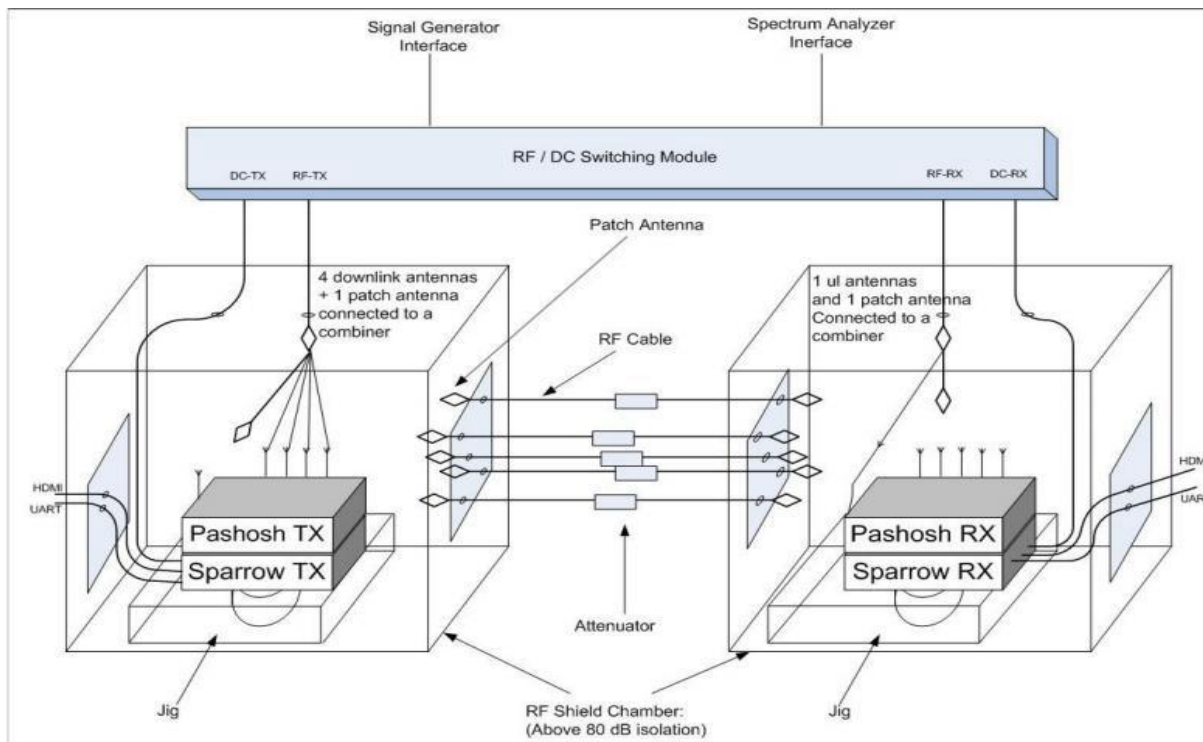 Signal Generator
Interface
Spectrum Analyzer
Inerface
RF / DC Switching Module
DC-TX
RF-TX
RF-RX
DC-RX
Patch Antenna
4 downlink antennas
+ 1 patch antenna
connected to a
combiner
1 ul antennas
and 1 patch antenna
Connected to a
combiner
RF Cable
HDMI
UART
Pashosh TX
Sparrow TX
Pashosh RX
Sparrow RX
HDM
UAR
Attenuator
Jig
RF Shield Chamber:
(Above 80 dB isolation)
Jig